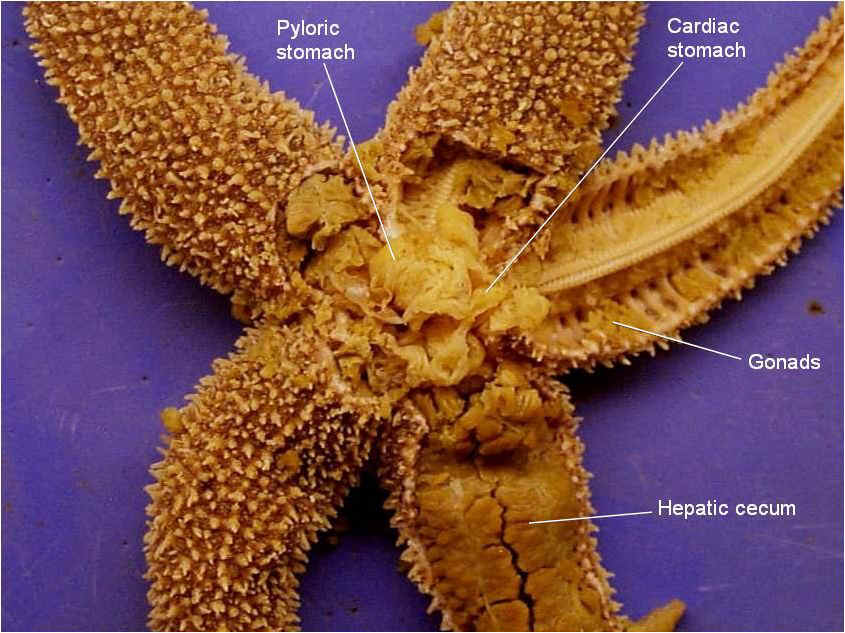 Pyloric
stomach
Cardiac
stomach
Gonads
Hepatic cecum